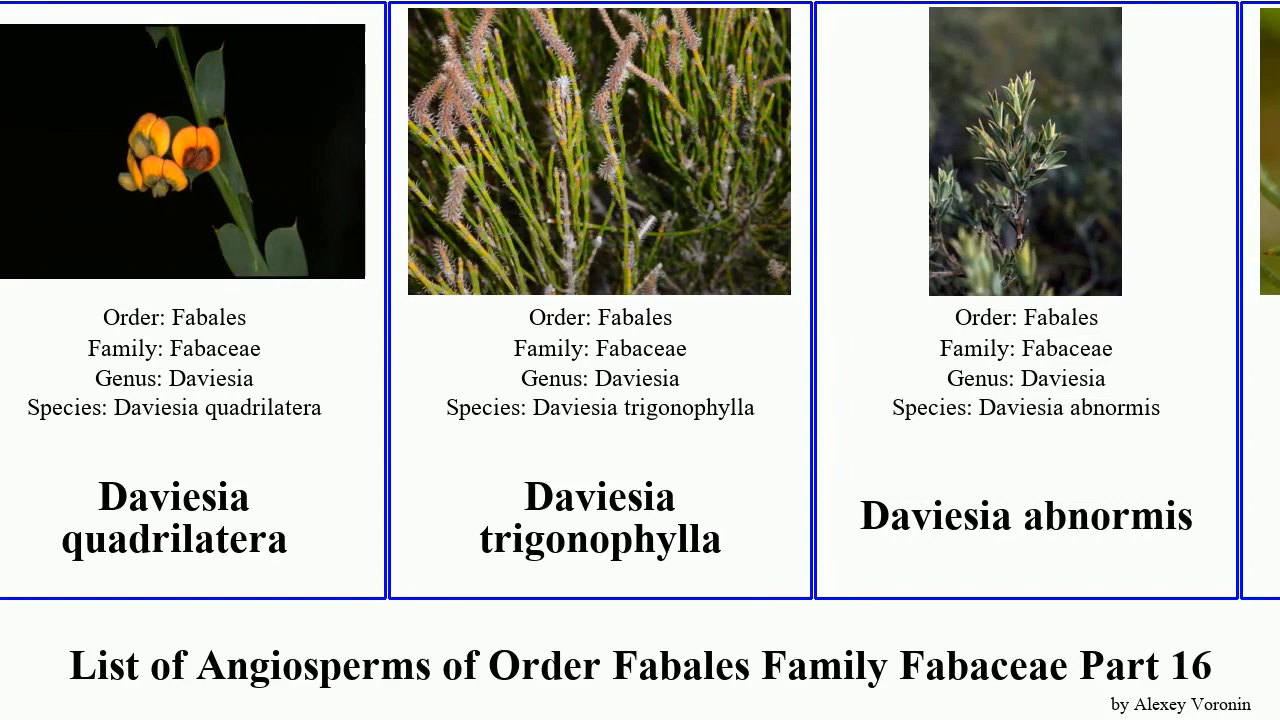 Order: Fabales
Family: Fabaceae
Genus: Daviesia
Species: Daviesia quadrilatera
Daviesia
quadrilatera
Order: Fabales
Family: Fabaceae
Genus: Daviesia
Species: Daviesia trigonophylla
Daviesia
trigonophylla
Order: Fabales
Family: Fabaceae
Genus: Daviesia
Species: Daviesia abnormis
Daviesia abnormis
List of Angiosperms of Order Fabales Family Fabaceae Part 16
by Alexey Voronin